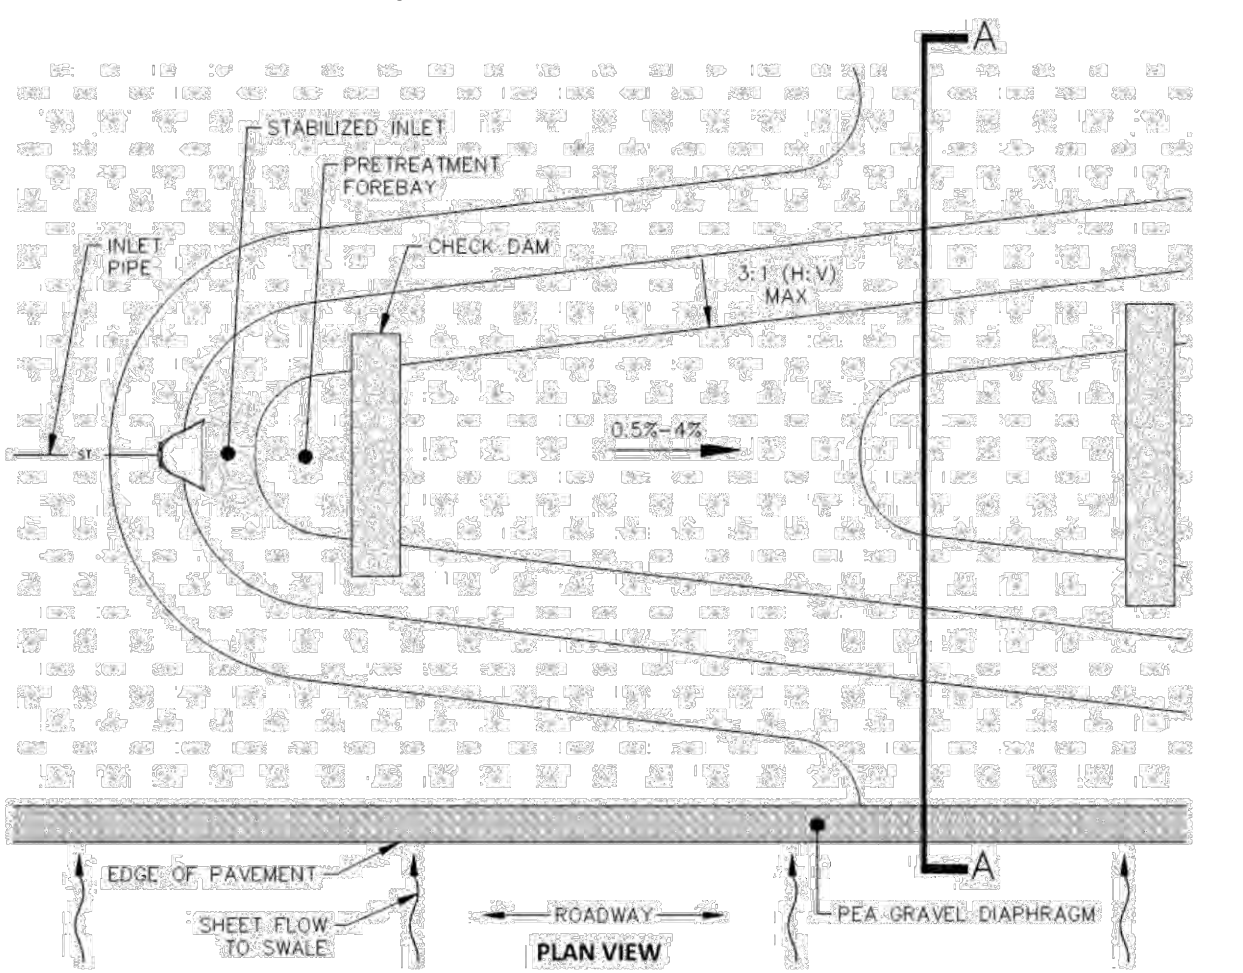 A
STABILIZED INLET
PRETREATMENT
FOREBAY
INLET
PIPE
CHECK DAM
3:1 (H:V)
MAX
0.5%-4%
ST
EDGE OF PAVEMENT
A
SHEET FLOW
TO SWALE
ROADWAY
PEA GRAVEL DIAPHRAGM
PLAN VIEW